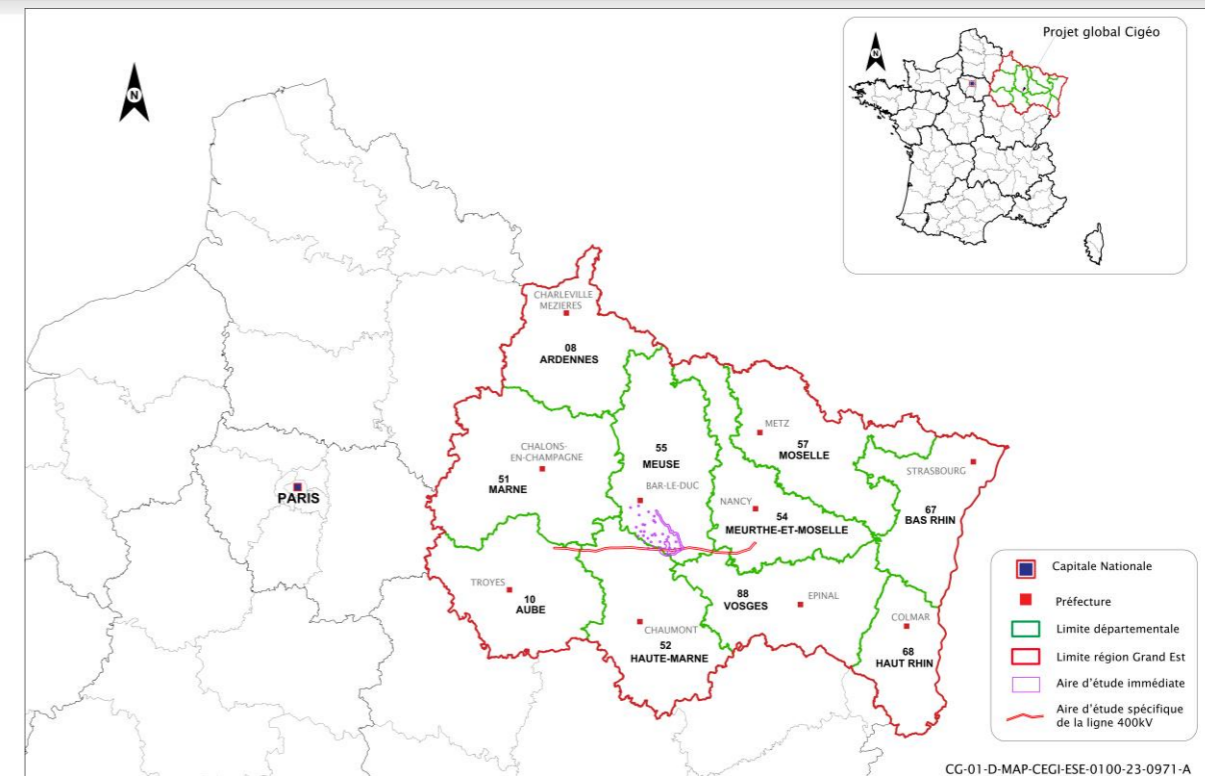 Projet global Cigéo
N
N
CHARLEVILLE
MEZIERES
08
ARDENNES
METZ
57
MOSELLE
CHALONS-
EN-CHAMPAGNE
55
MEUSE
STRASBOURG
51
MARNE
BAR-LE-DUC
PARIS
NANCY
54
MEURTHE-ET-MOSELLE
67
BAS RHIN
TROYES
10
AUBE
88
VOSGES
EPINAL
COLMAR
CHAUMONT
52
HAUTE-MARNE
68
HAUT RHIN
Capitale Nationale
Préfecture
Limite départementale
Limite région Grand Est
Aire d'étude immédiate
Aire d'étude spécifique
de la ligne 400kV
CG-01-D-MAP-CEGI-ESE-0100-23-0971-A